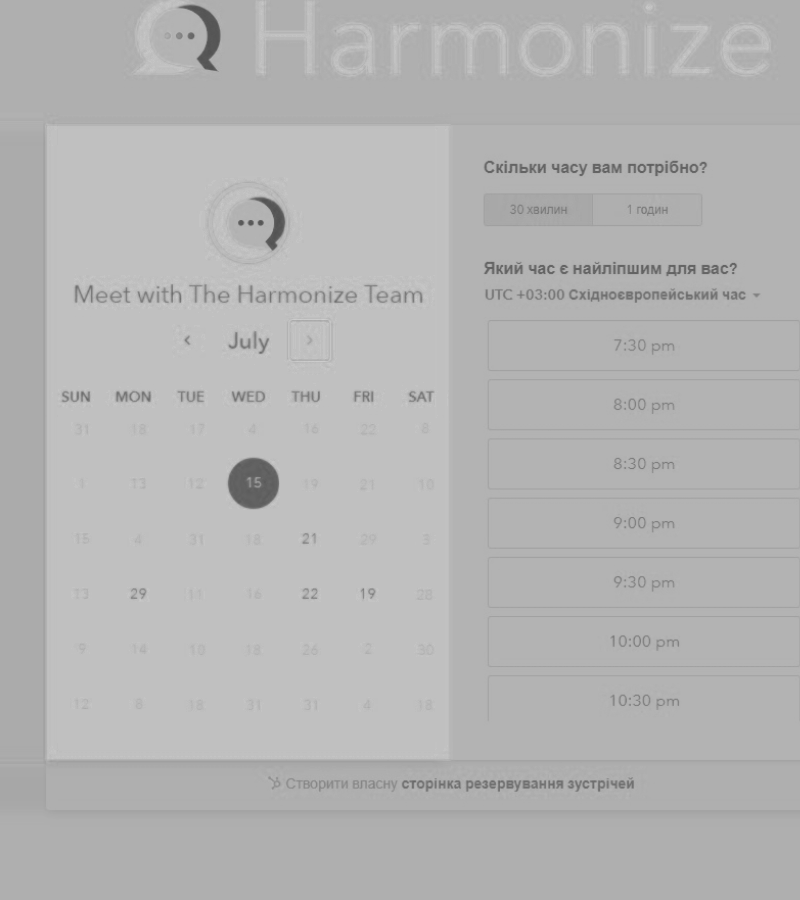 Harmonize
Meet with The Harmonize Team
July
SUN MON TUE WED THU FRI SAT
31 18 17 4 16 22 8
1 13 12 15 19 21 10
15 4 31 18 21 29 3
13 29 11 16 22 19 28
9 14 10 18 26 2 30
12 8 18 31 31 4 18
Скільки часу вам потрібно?
30 хвилин 1 годин
Який час є найліпшим для вас?
UTC +03:00 Східноєвропейський час
7:30 pm
8:00 pm
8:30 pm
9:00 pm
9:30 pm
10:00 pm
10:30 pm
Створити власну сторінка резервування зустрічей